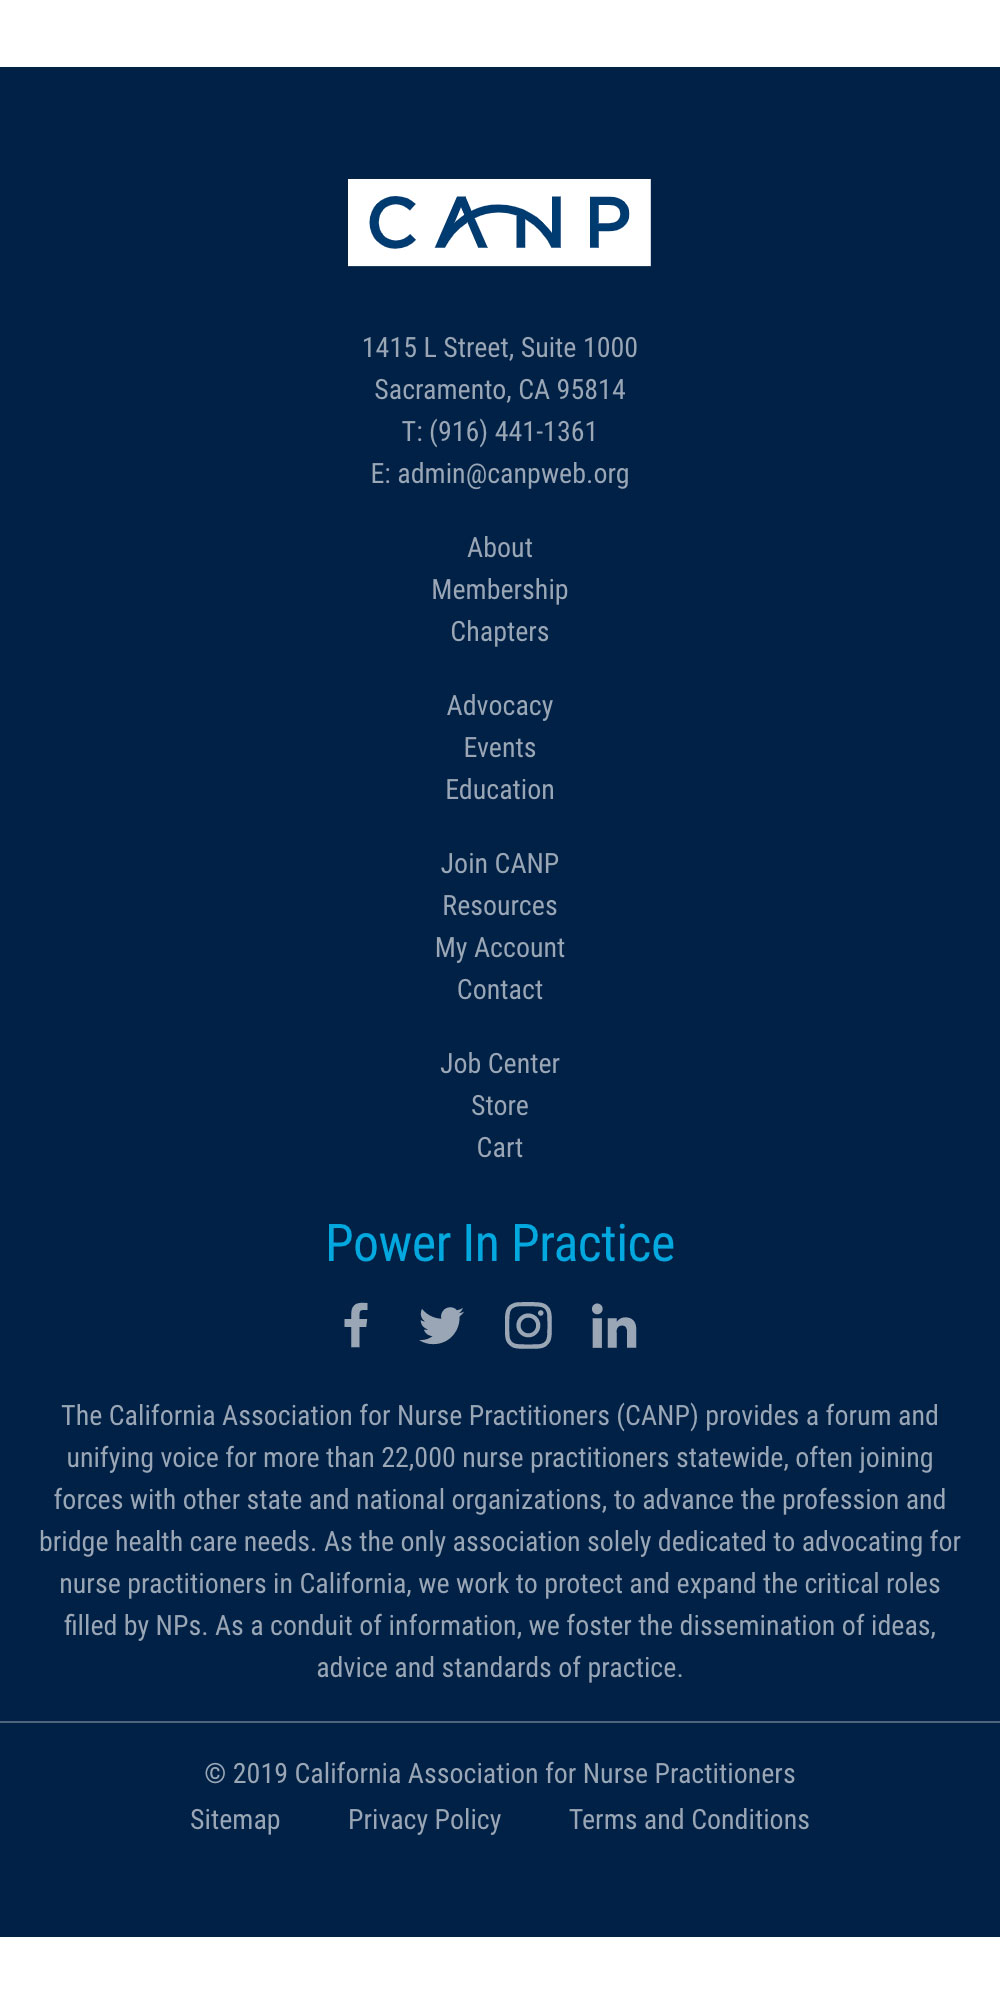 CANP
1415 L Street, Suite 1000
Sacramento, CA 95814
T: (916) 441-1361
E: admin@canpweb.org
About
Membership
Chapters
Advocacy
Events
Education
Join CANP
Resources
My Account
Contact
Job Center
Store
Cart
Power In Practice
The California Association for Nurse Practitioners (CANP) provides a forum and
unifying voice for more than 22,000 nurse practitioners statewide, often joining
forces with other state and national organizations, to advance the profession and
bridge health care needs. As the only association solely dedicated to advocating for
nurse practitioners in California, we work to protect and expand the critical roles
filled by NPs. As a conduit of information, we foster the dissemination of ideas,
advice and standards of practice.
© 2019 California Association for Nurse Practitioners
Sitemap Privacy Policy Terms and Conditions